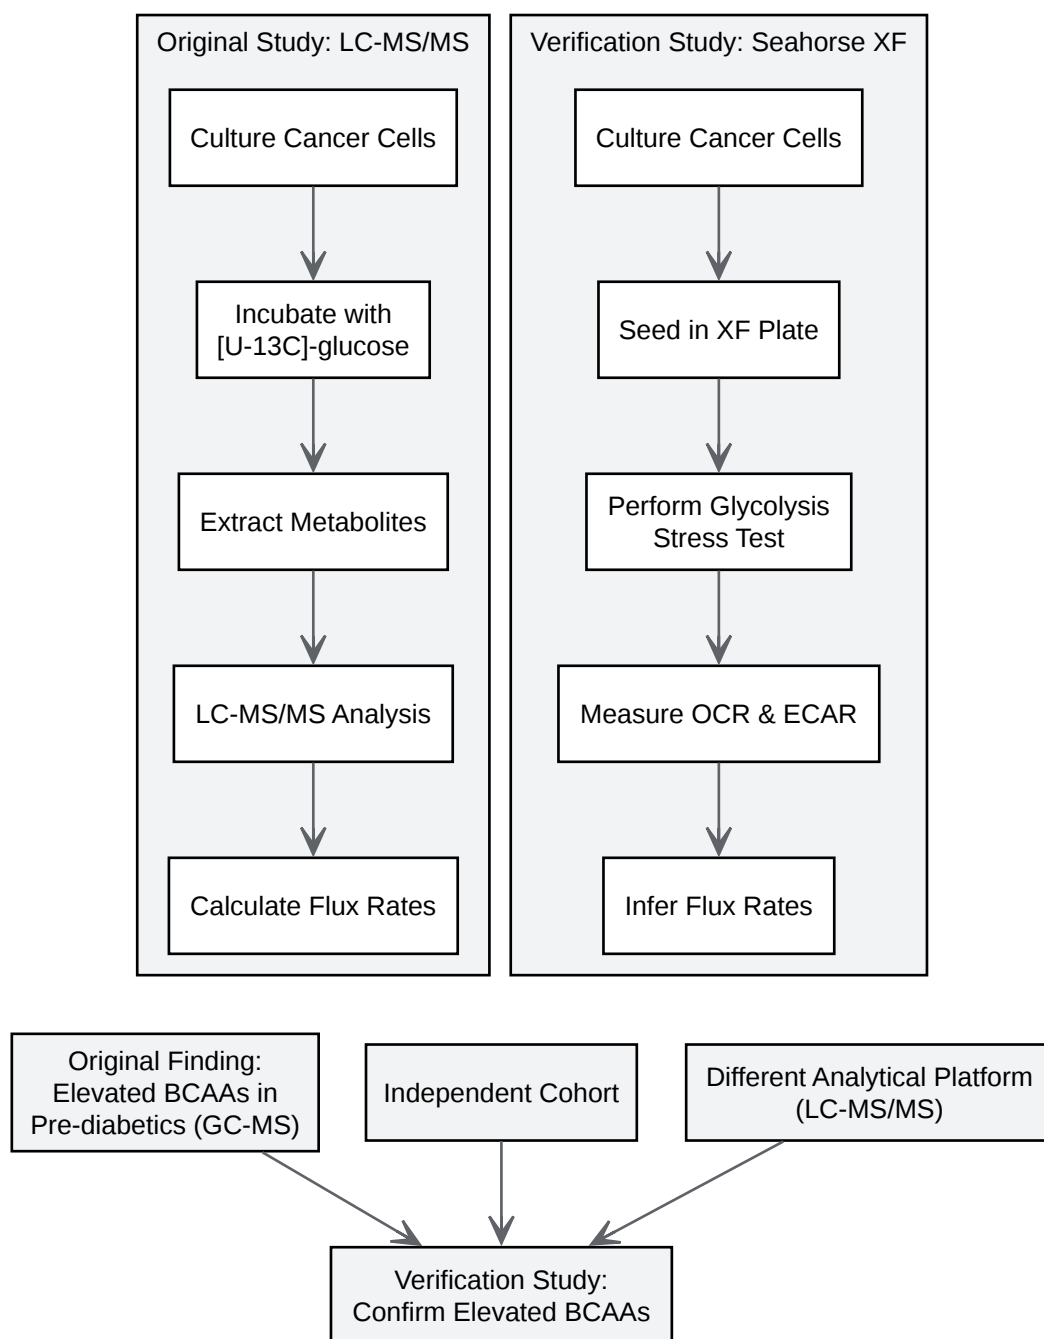 Original Study: LC-MS/MS
Culture Cancer Cells
Incubate with
[U-13C]-glucose
Extract Metabolites
LC-MS/MS Analysis
Calculate Flux Rates
Verification Study: Seahorse XF
Culture Cancer Cells
Seed in XF Plate
Perform Glycolysis
Stress Test
Measure OCR & ECAR
Infer Flux Rates
Original Finding:
Elevated BCAAs in
Pre-diabetics (GC-MS)
Independent Cohort
Different Analytical Platform
(LC-MS/MS)
Verification Study:
Confirm Elevated BCAAs